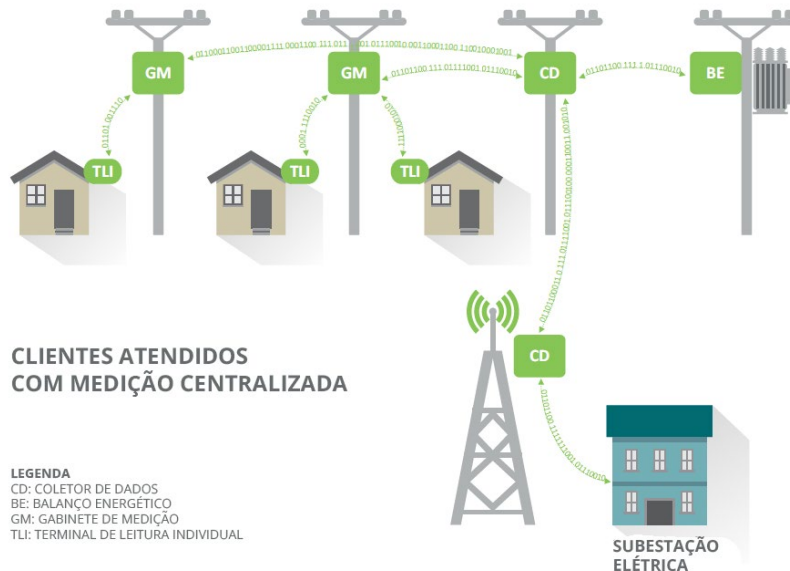 GM
GM
CD
BE
TLI
TLI
TLI
CD
CLIENTES ATENDIDOS
COM MEDIÇÃO CENTRALIZADA
LEGENDA
CD: COLETOR DE DADOS
BE: BALANÇO ENERGÉTICO
GM: GABINETE DE MEDIÇÃO
TLI: TERMINAL DE LEITURA INDIVIDUAL
SUBESTAÇÃO
ELÉTRICA